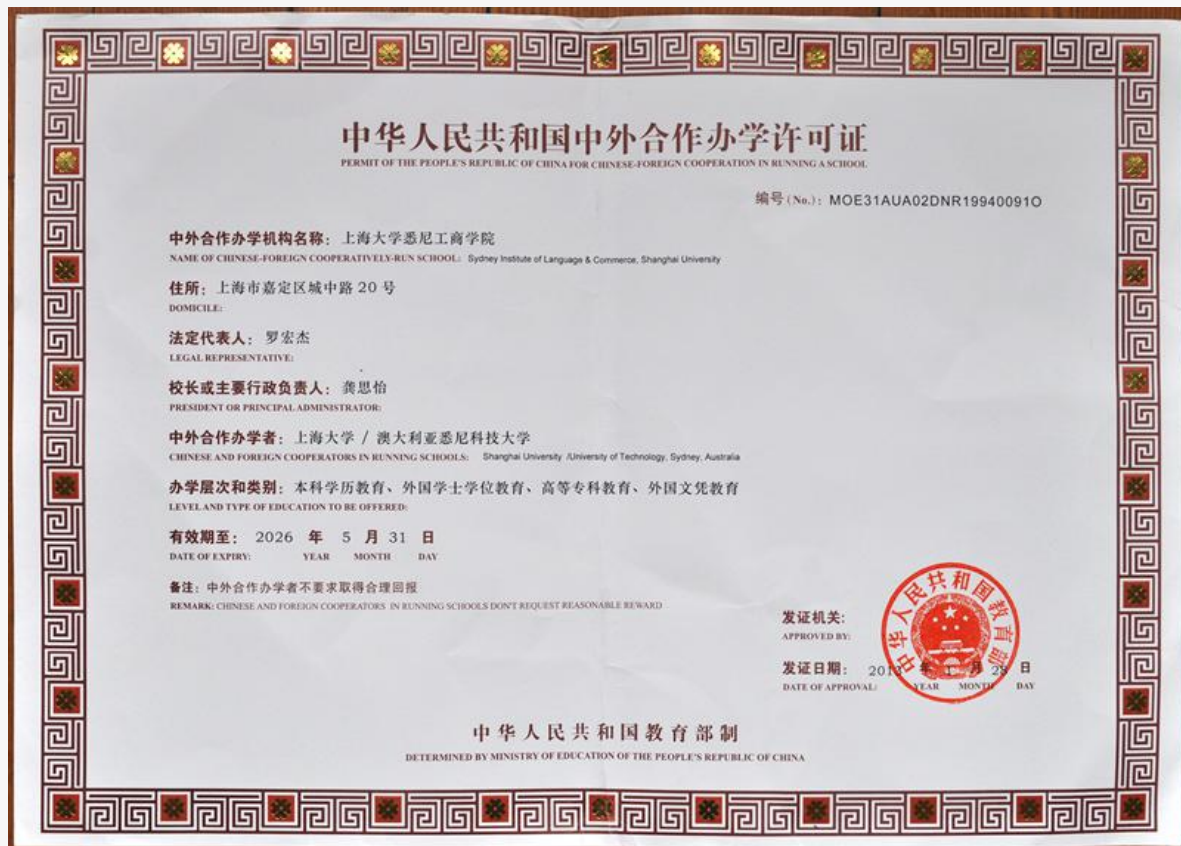 中华人民共和国中外合作办学许可证
PERMIT OF THE PEOPLE'S REPUBLIC OF CHINA FOR CHINESE-FOREIGN COOPERATION IN RUNNING A SCHOOL
编号(No.): MOE31AUA02DNR19940091O
中外合作办学机构名称: 上海大学悉尼工商学院
NAME OF CHINESE-FOREIGN COOPERATIVELY-RUN SCHOOL: Sydney Institute of Language & Commerce, Shanghai University
住所: 上海市嘉定区城中路 20 号
DOMICILE:
法定代表人: 罗宏杰
LEGAL REPRESENTATIVE:
校长或主要行政负责人: 龚思怡
PRESIDENT OR PRINCIPAL ADMINISTRATOR:
中外合作办学者: 上海大学 / 澳大利亚悉尼科技大学
CHINESE AND FOREIGN COOPERATORS IN RUNNING SCHOOLS: Shanghai University /University of Technology, Sydney, Australia
办学层次和类别: 本科学历教育、外国学士学位教育、高等专科教育、外国文凭教育
LEVEL AND TYPE OF EDUCATION TO BE OFFERED:
有效期至: 2026 年 5 月 31 日
DATE OF EXPIRY: YEAR MONTH DAY
备注: 中外合作办学者不要求取得合理回报
REMARK: CHINESE AND FOREIGN COOPERATORS IN RUNNING SCHOOLS DON'T REQUEST REASONABLE REWARD
中华人民共和国教育部
发证机关:
APPROVED BY:
发证日期: 年 月 日
DATE OF APPROVAL: YEAR MONTH DAY
中华人民共和国教育部制
DETERMINED BY MINISTRY OF EDUCATION OF THE PEOPLE'S REPUBLIC OF CHINA